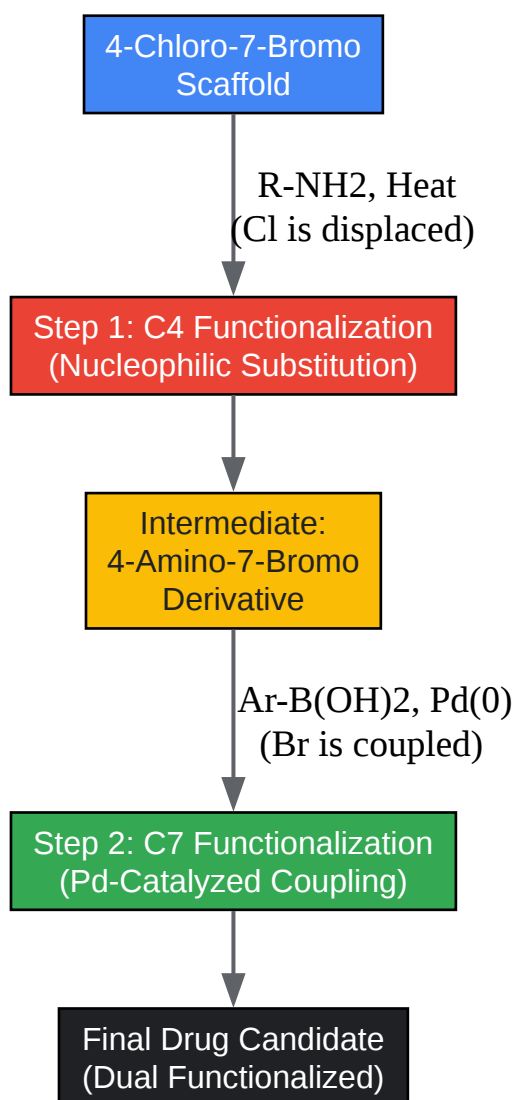 4-Chloro-7-Bromo
Scaffold
R-NH2, Heat
(Cl is displaced)
Step 1: C4 Functionalization
(Nucleophilic Substitution)
Intermediate:
4-Amino-7-Bromo
Derivative
Ar-B(OH)2, Pd(0)
(Br is coupled)
Step 2: C7 Functionalization
(Pd-Catalyzed Coupling)
Final Drug Candidate
(Dual Functionalized)